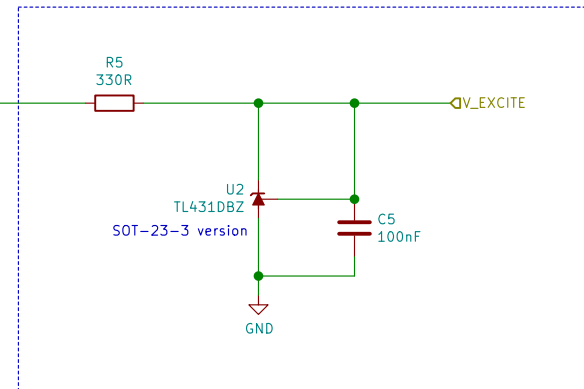 R5
330R
V_EXCITE
U2
TL431DBZ
SOT-23-3 version
C5
100nF
GND